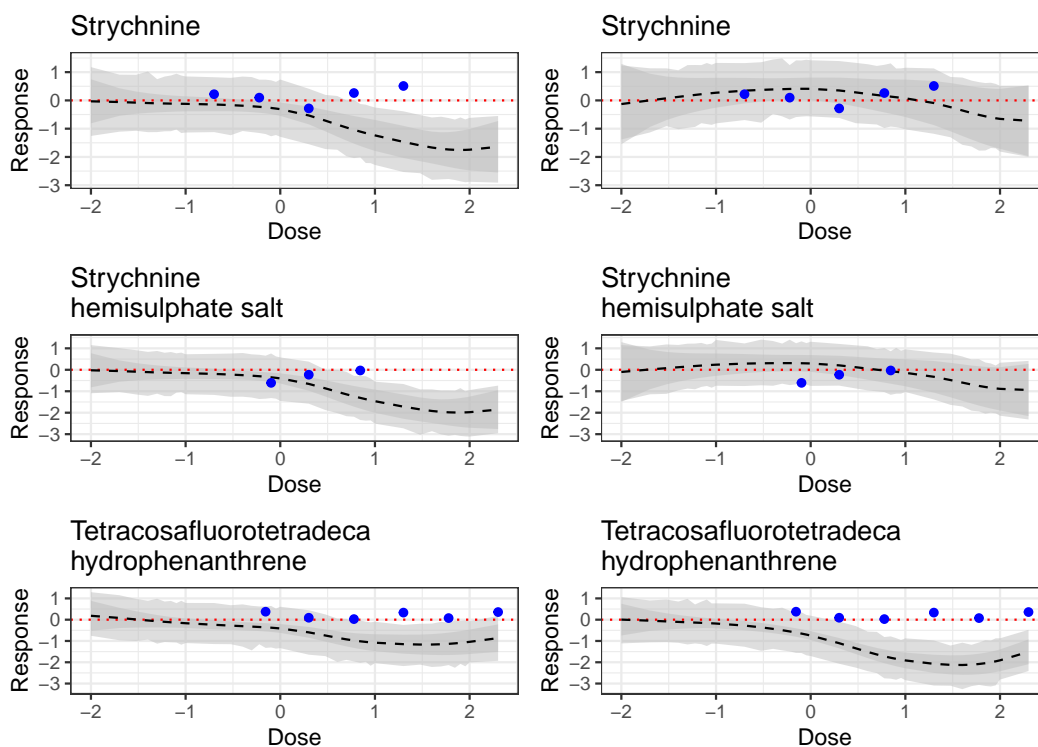 Strychnine
Strychnine
Response
1
0
−1
−2
−3
−2
−1
0
1
2
Dose
Response
1
0
−1
−2
−3
−2
−1
0
1
2
Dose
Strychnine
hemisulphate salt
Strychnine
hemisulphate salt
Response
1
0
−1
−2
−3
−2
−1
0
1
2
Dose
Response
1
0
−1
−2
−3
−2
−1
0
1
2
Dose
Tetracosafluorotetradeca
hydrophenanthrene
Tetracosafluorotetradeca
hydrophenanthrene
Response
1
0
−1
−2
−3
−2
−1
0
1
2
Dose
Response
1
0
−1
−2
−3
−2
−1
0
1
2
Dose